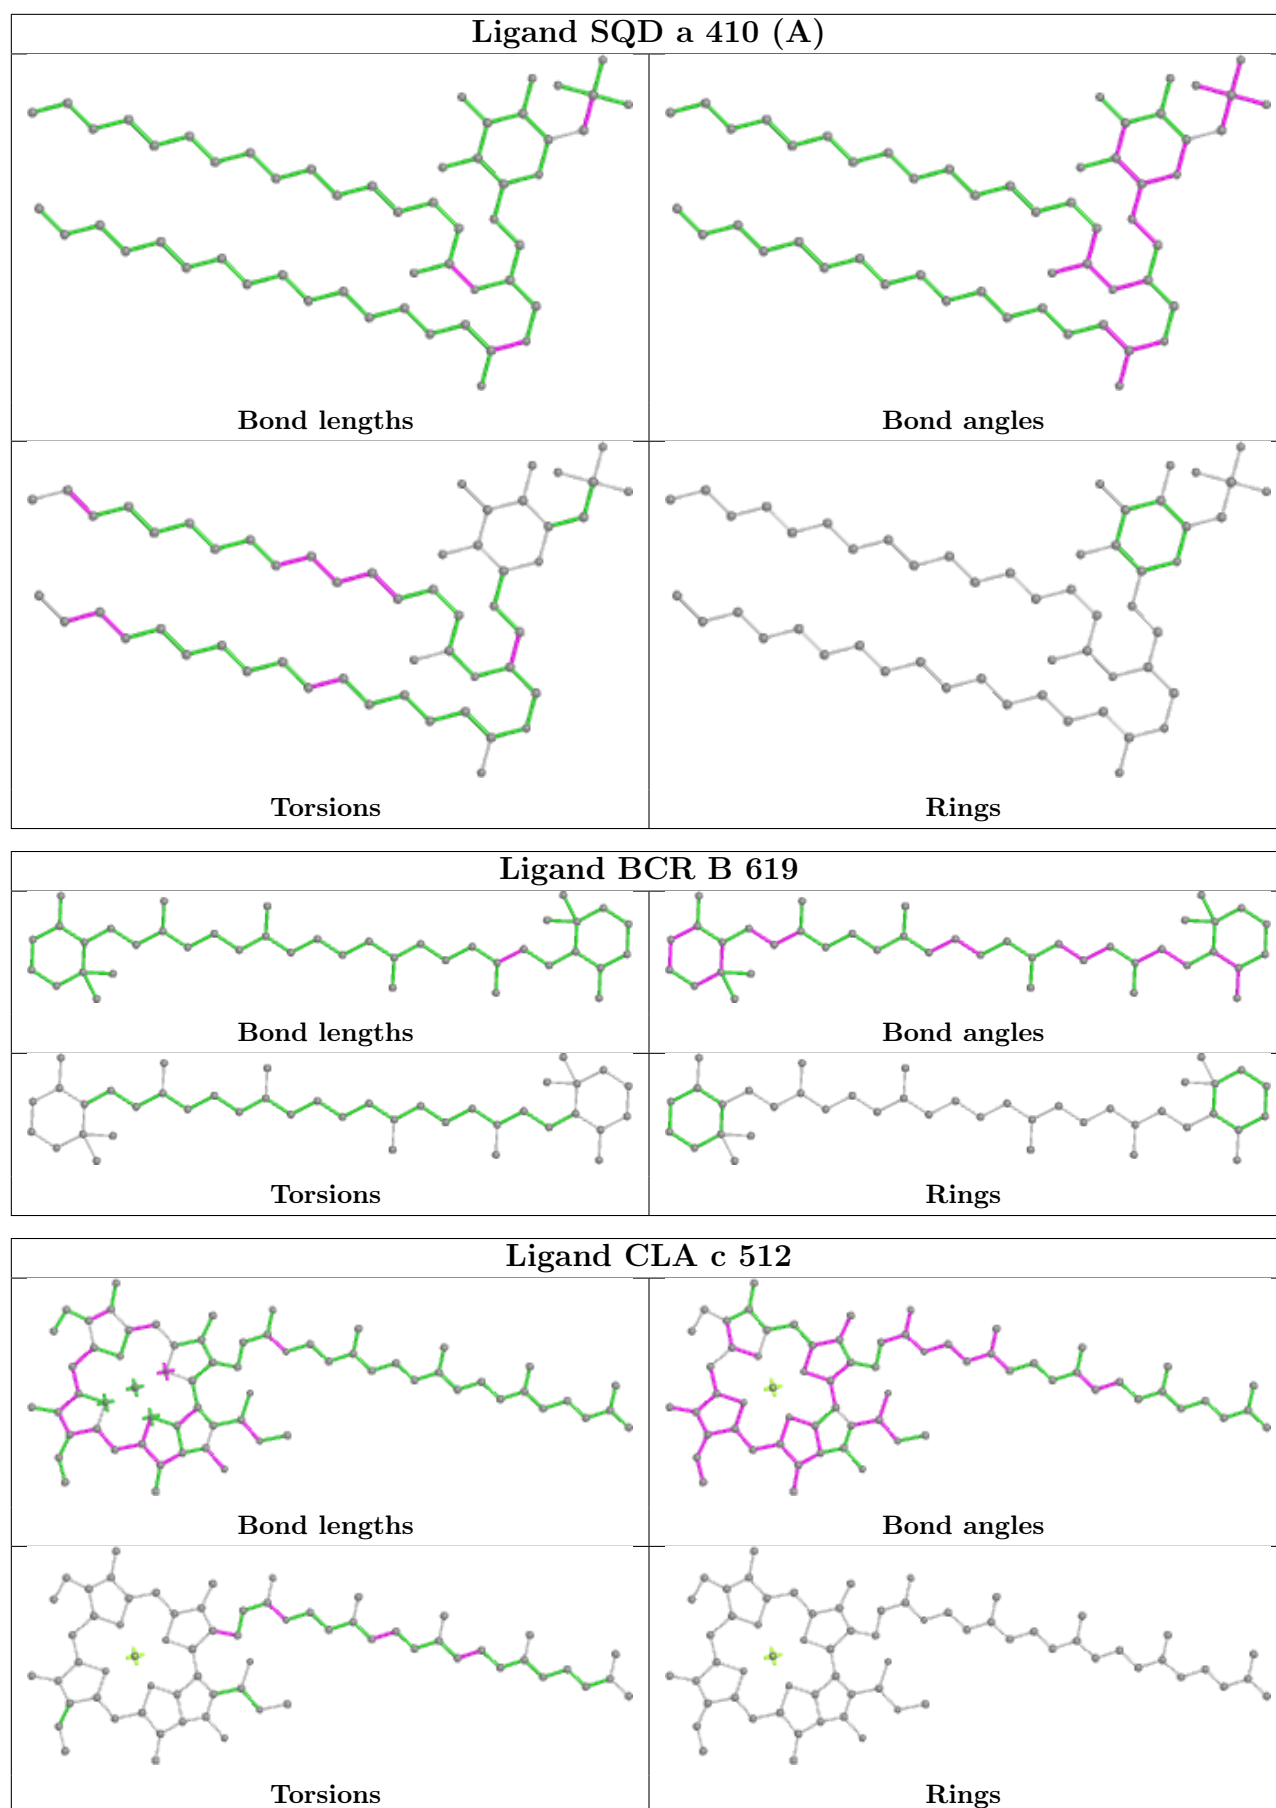 Ligand SQD a 410 (A)
Bond lengths
Bond angles
Torsions
Rings
Ligand BCR B 619
Bond lengths
Bond angles
Torsions
Rings
Ligand CLA c 512
Bond lengths
Bond angles
Torsions
Rings